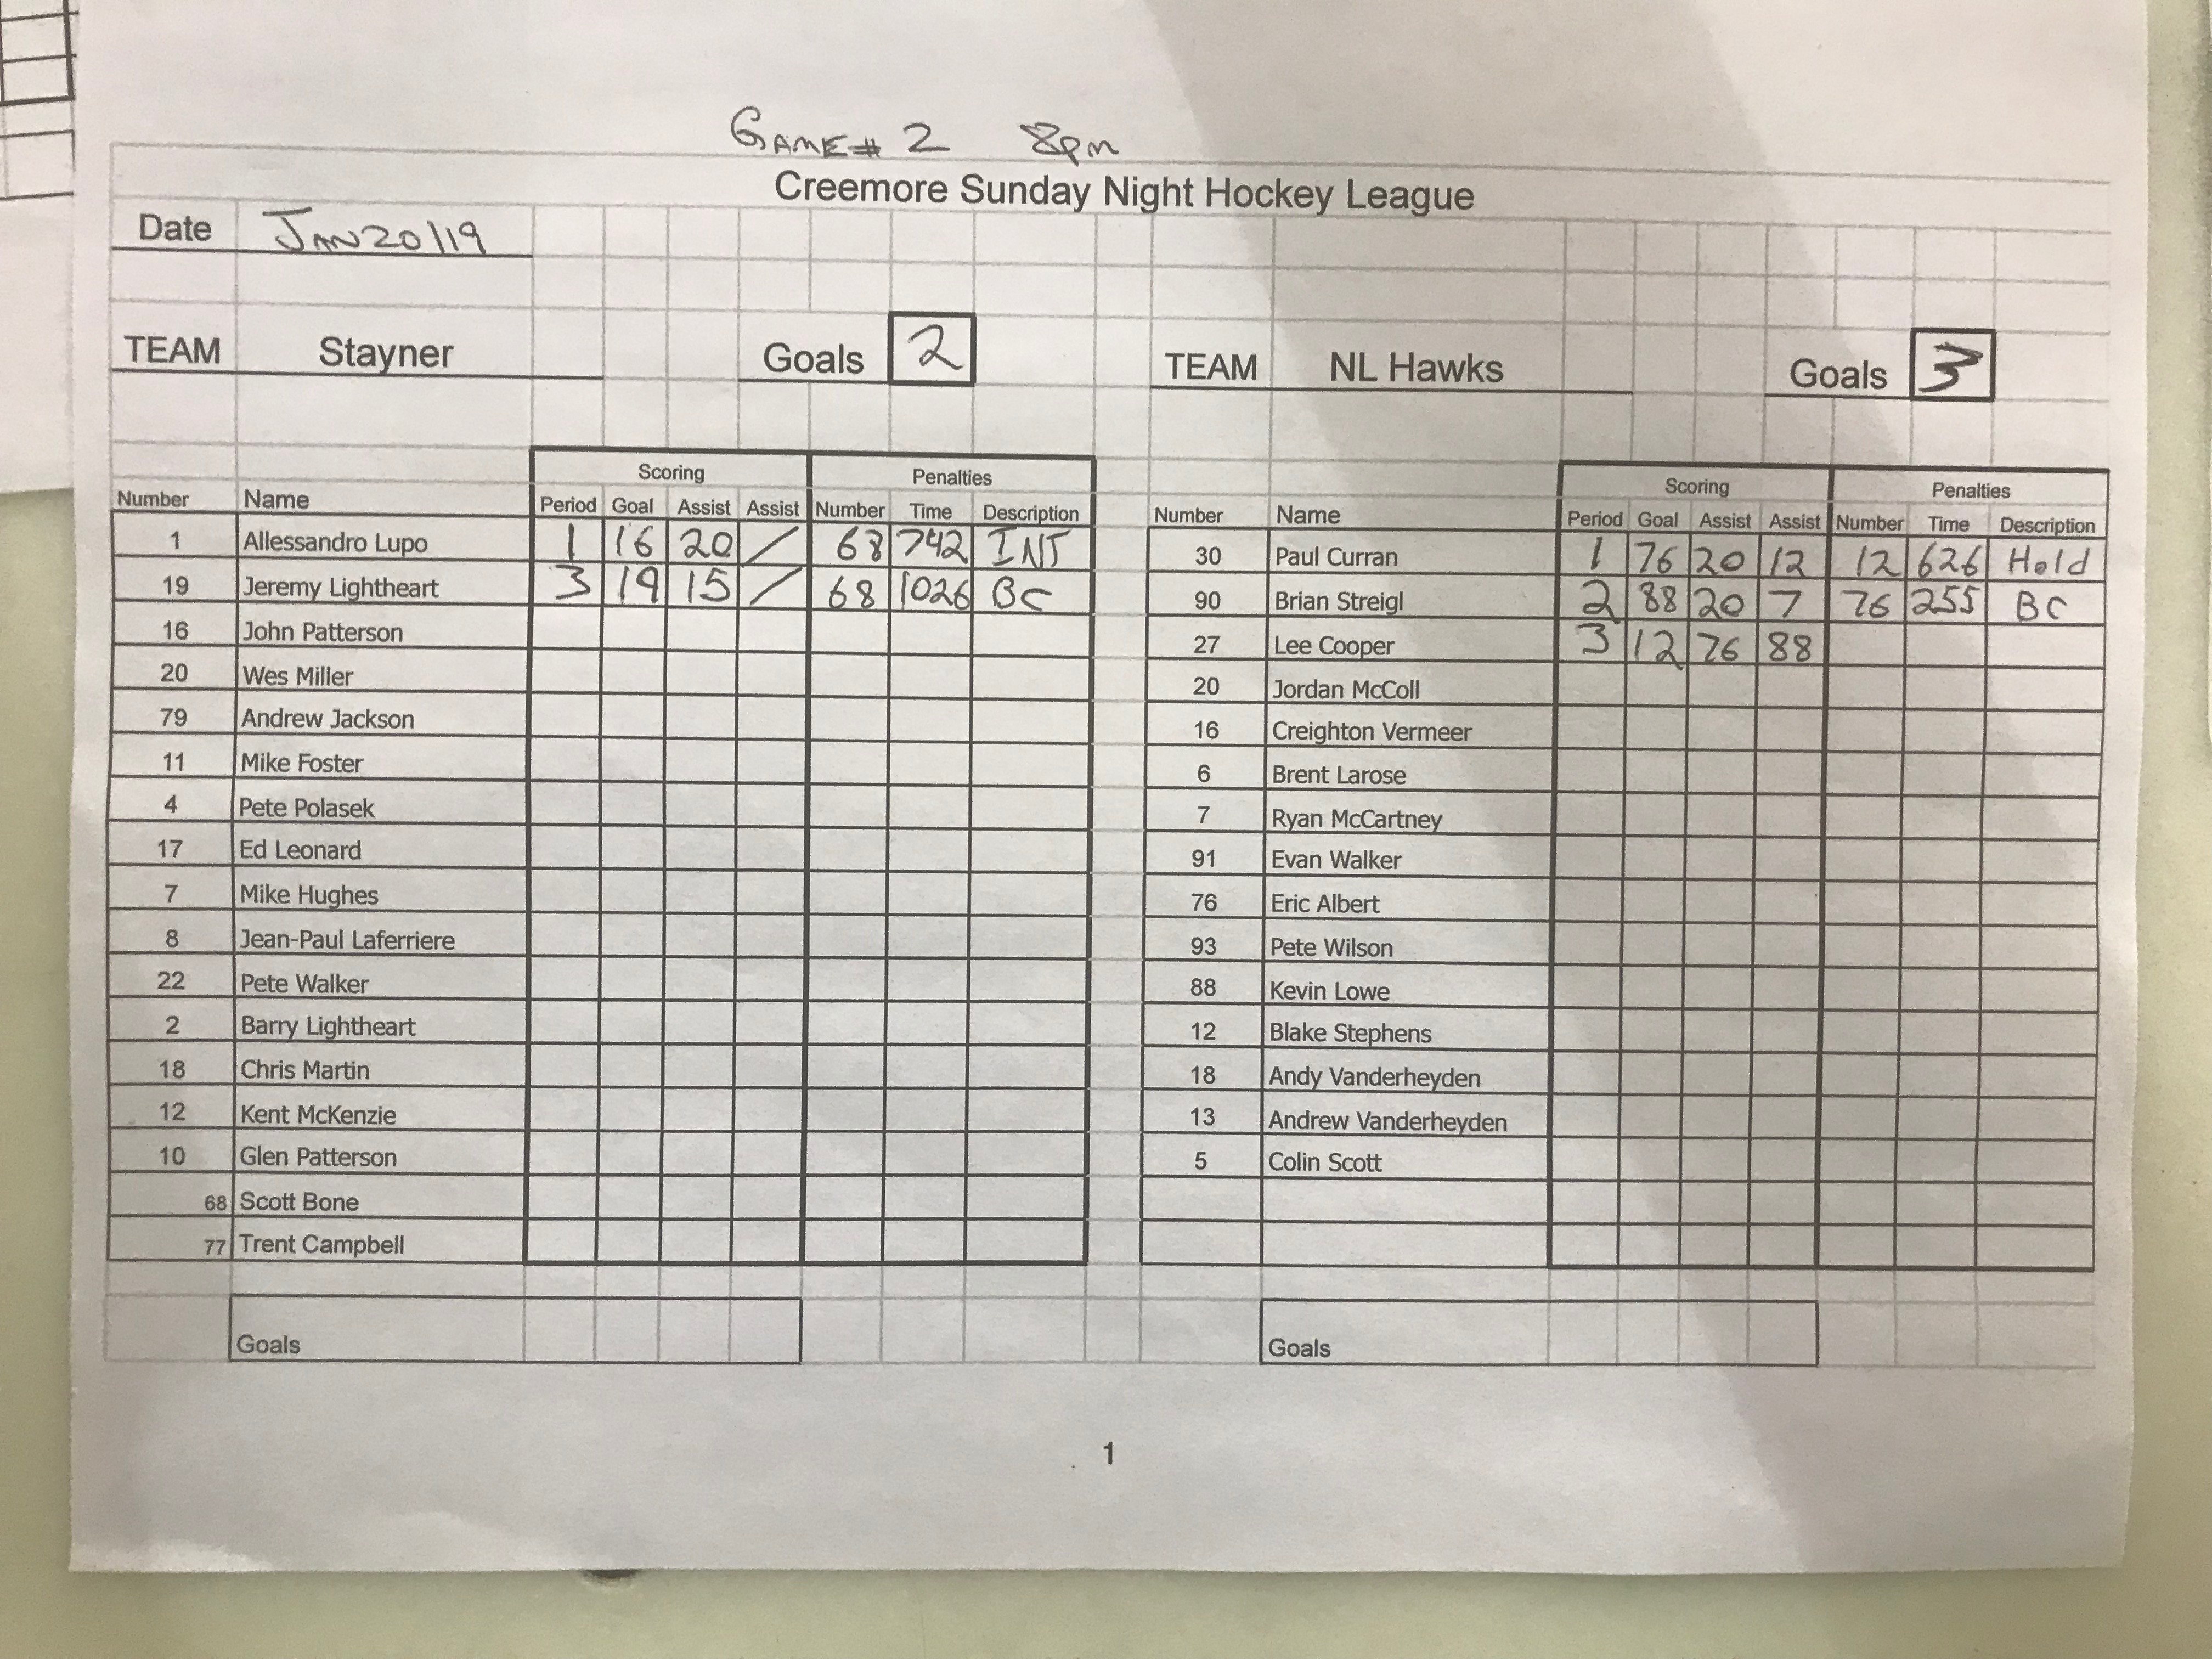 GAME# 2 8pm
Creemore Sunday Night Hockey League
Date Jan 20/19
TEAM Stayner Goals 2 TEAM NL Hawks Goals 3
Scoring Penalties Scoring Penalties
Number Name Period Goal Assist Assist Number Time Description Number Name Period Goal Assist Assist Number Time Description
1 Allessandro Lupo 1 16 20 / 68 742 INT 30 Paul Curran 1 76 20 12 12 626 Hold
19 Jeremy Lightheart 3 19 15 / 68 1026 BC 90 Brian Streigl 2 88 20 7 76 255 BC
16 John Patterson 27 Lee Cooper 3 12 76 88
20 Wes Miller 20 Jordan McColl
79 Andrew Jackson 16 Creighton Vermeer
11 Mike Foster 6 Brent Larose
4 Pete Polasek 7 Ryan McCartney
17 Ed Leonard 91 Evan Walker
7 Mike Hughes 76 Eric Albert
8 Jean-Paul Laferriere 93 Pete Wilson
22 Pete Walker 88 Kevin Lowe
2 Barry Lightheart 12 Blake Stephens
18 Chris Martin 18 Andy Vanderheyden
12 Kent McKenzie 13 Andrew Vanderheyden
10 Glen Patterson 5 Colin Scott
68 Scott Bone
77 Trent Campbell
Goals Goals
1